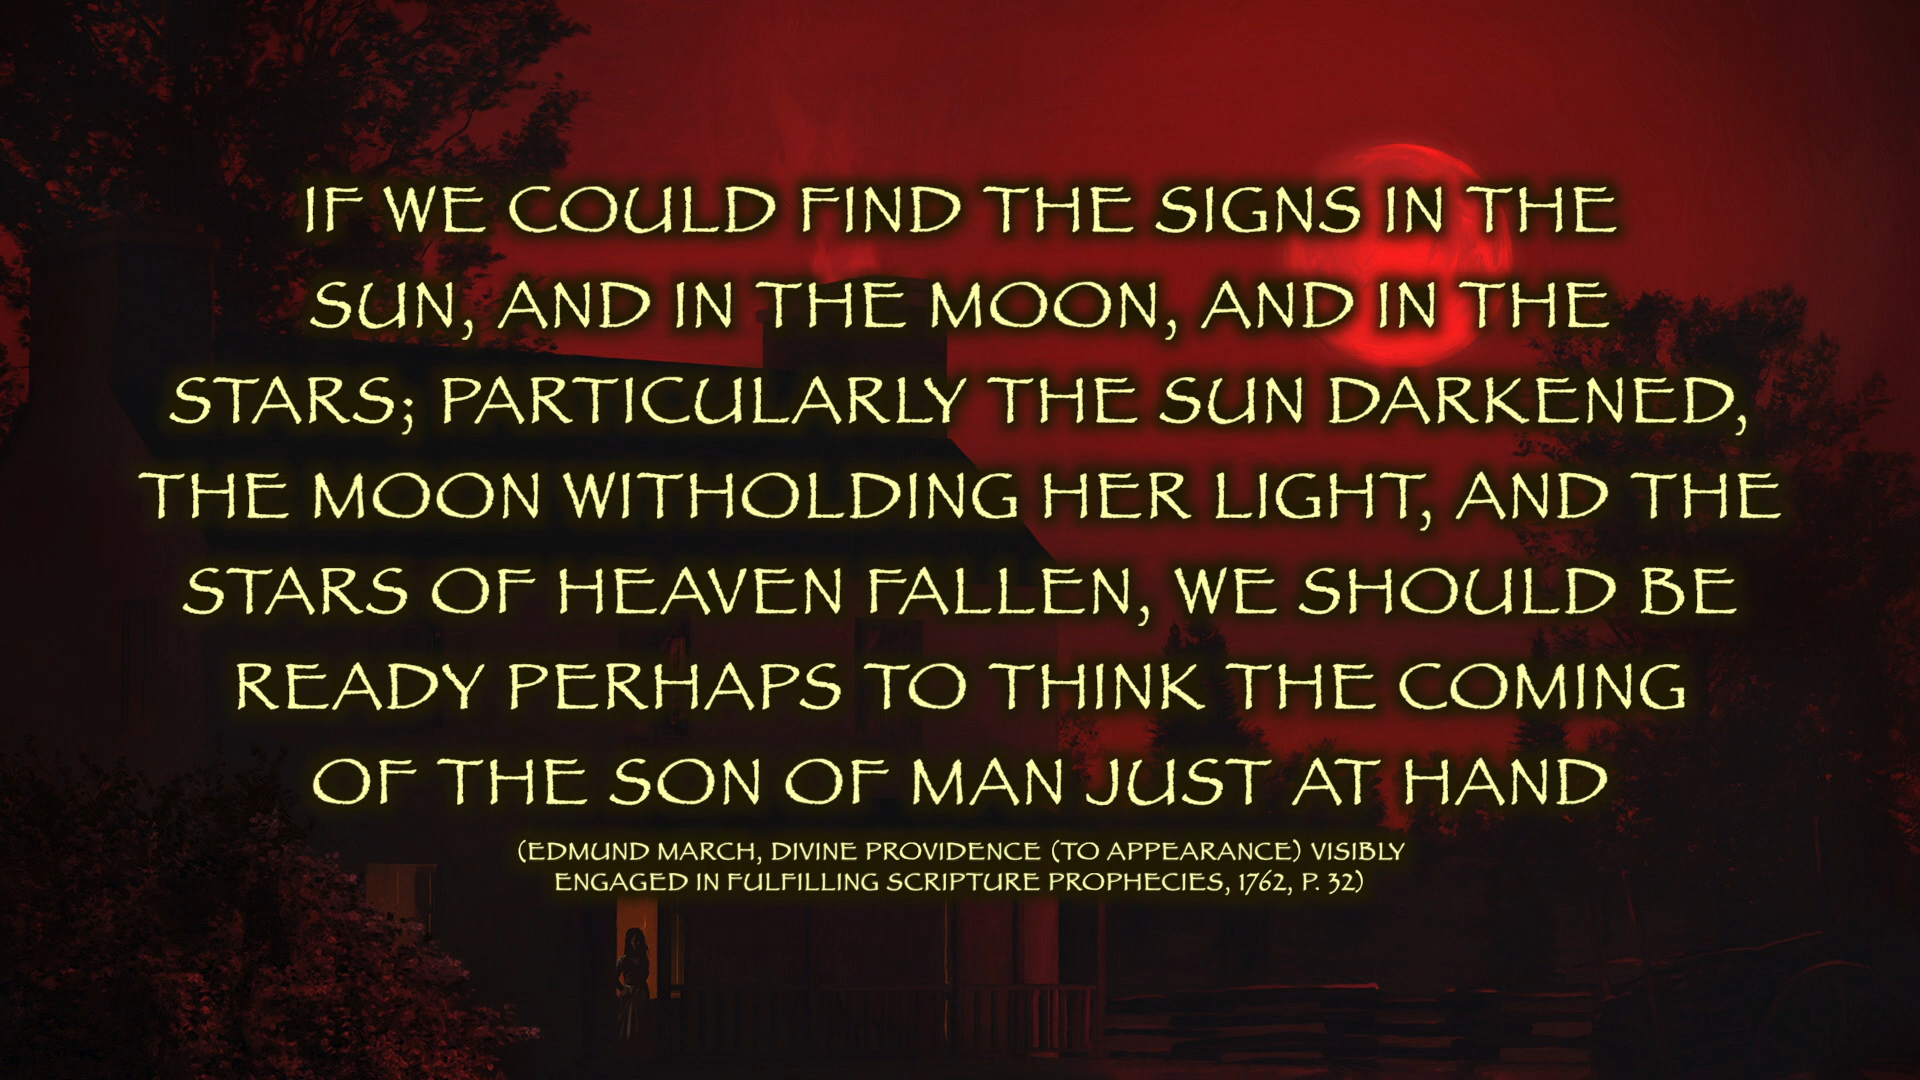 IF WE COULD FIND THE SIGNS IN THE
SUN, AND IN THE MOON, AND IN THE
STARS; PARTICULARLY THE SUN DARKENED,
THE MOON WITHOLDING HER LIGHT, AND THE
STARS OF HEAVEN FALLEN, WE SHOULD BE
READY PERHAPS TO THINK THE COMING
OF THE SON OF MAN JUST AT HAND
(EDMUND MARCH, DIVINE PROVIDENCE (TO APPEARANCE) VISIBLY
ENGAGED IN FULFILLING SCRIPTURE PROPHECIES, 1762, P. 32)